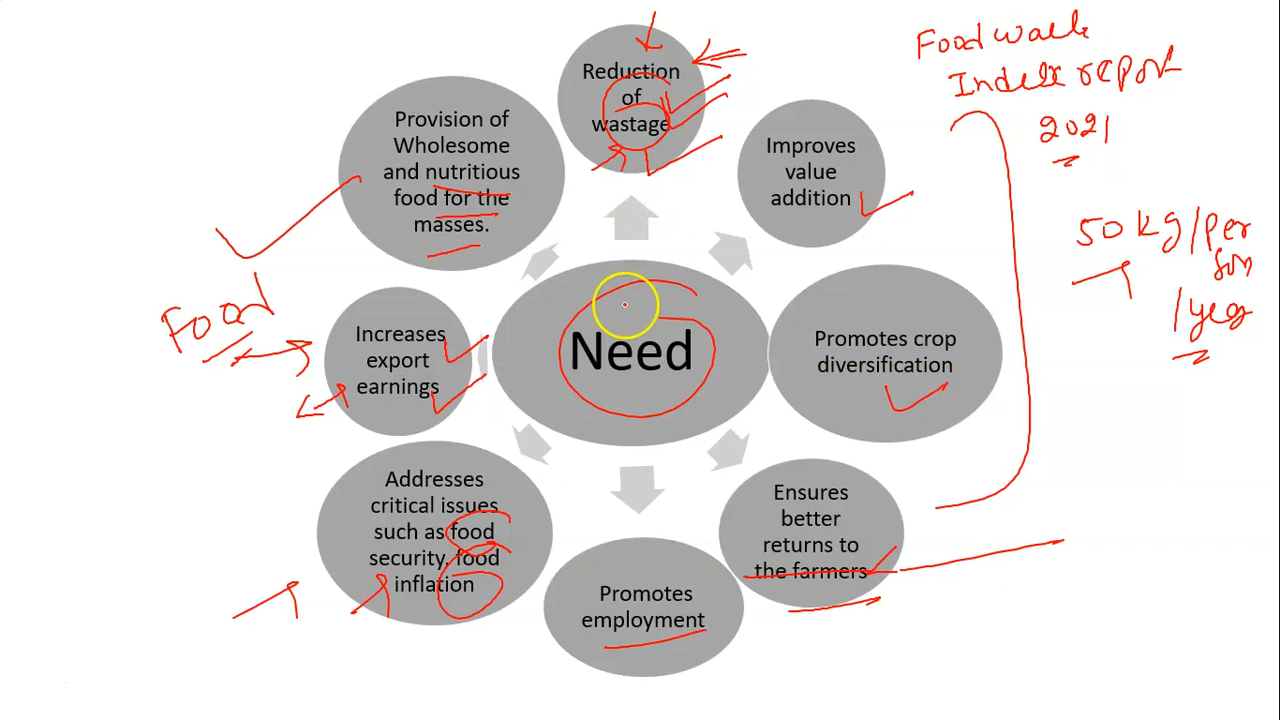 Reduction
of
wastage
Improves
value
addition
Promotes crop
diversification
Ensures
better
returns to
the farmers
Promotes
employment
Addresses
critical issues
such as food
security, food
inflation
Increases
export
earnings
Provision of
Wholesome
and nutritious
food for the
masses.
Need
Food
Food
Index report
2021
50 kg/per
/year